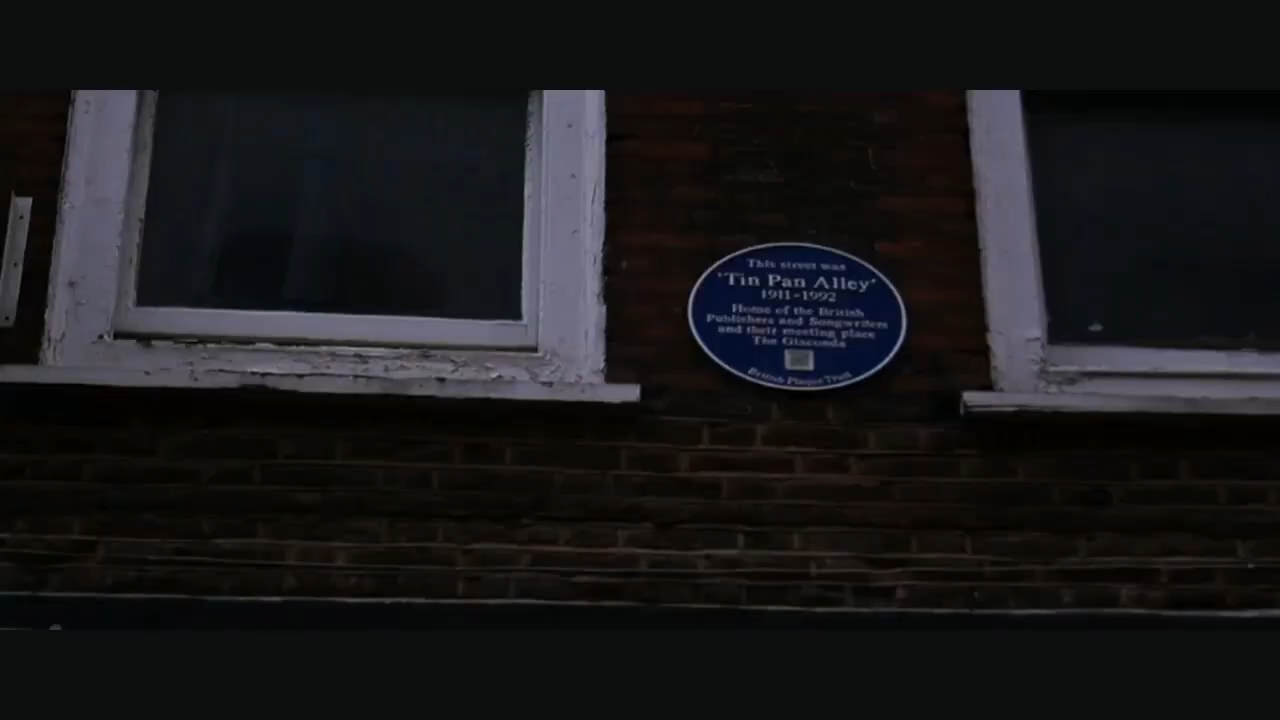 This street was
'Tin Pan Alley'
1911-1992
Home of the British
Publishers and Songwriters
and their meeting place
The Giaconda
British Plaque Trust